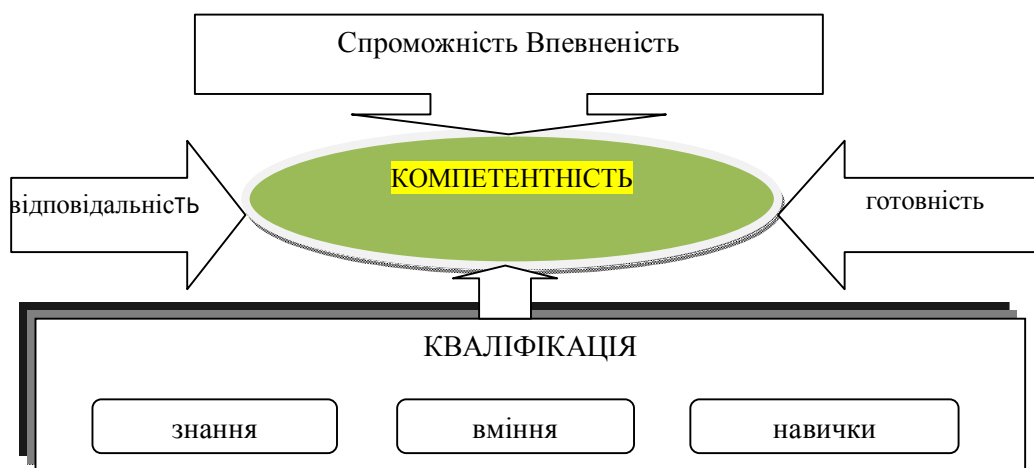 Спроможність Впевненість
КОМПЕТЕНТНІСТЬ
відповідальність
готовність
КВАЛІФІКАЦІЯ
знання
вміння
навички